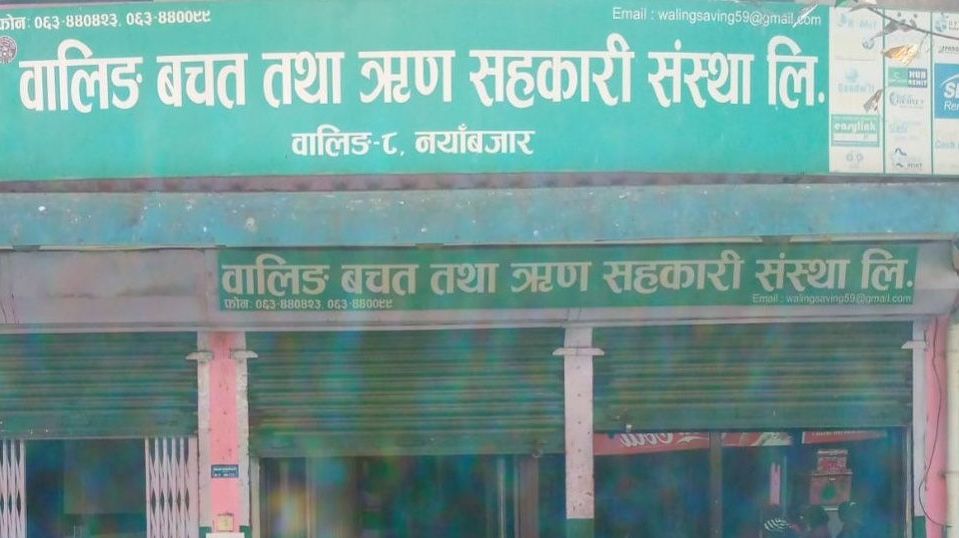 फोन: ०६३-४४०४२३, ०६३-४४००९९
Email : walingsaving59@gmail.com
वालिङ बचत तथा ऋण सहकारी संस्था लि.
वालिङ-८, नयाँबजार
easylink
वालिङ बचत तथा ऋण सहकारी संस्था लि.
फोन: ०६३-४४०४२३, ०६३-४४००९९
Email : walingsaving59@gmail.com